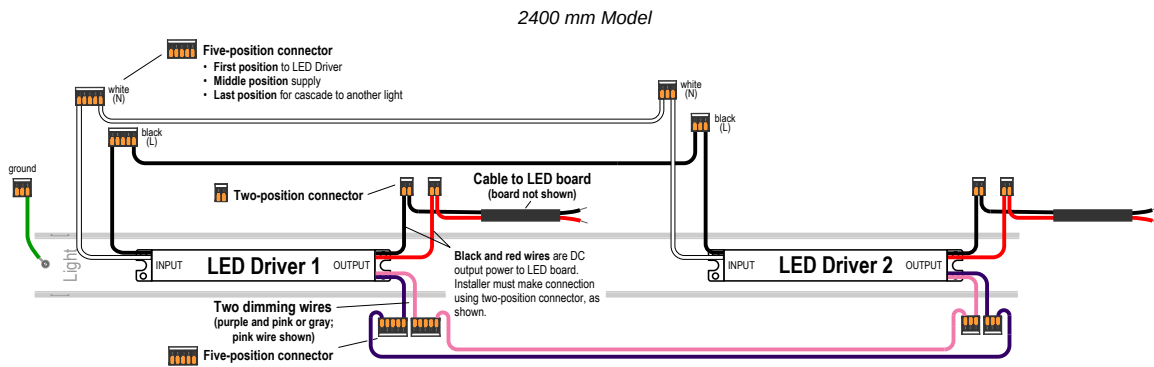 2400 mm Model
Five-position connector
• First position to LED Driver
• Middle position supply
• Last position for cascade to another light
white
(N)
white
(N)
black
(L)
black
(L)
ground
Two-position connector
Cable to LED board
(board not shown)
Light
INPUT
LED Driver 1
OUTPUT
Black and red wires are DC
output power to LED board.
Installer must make connection
using two-position connector, as
shown.
INPUT
LED Driver 2
OUTPUT
Two dimming wires
(purple and pink or gray;
pink wire shown)
Five-position connector